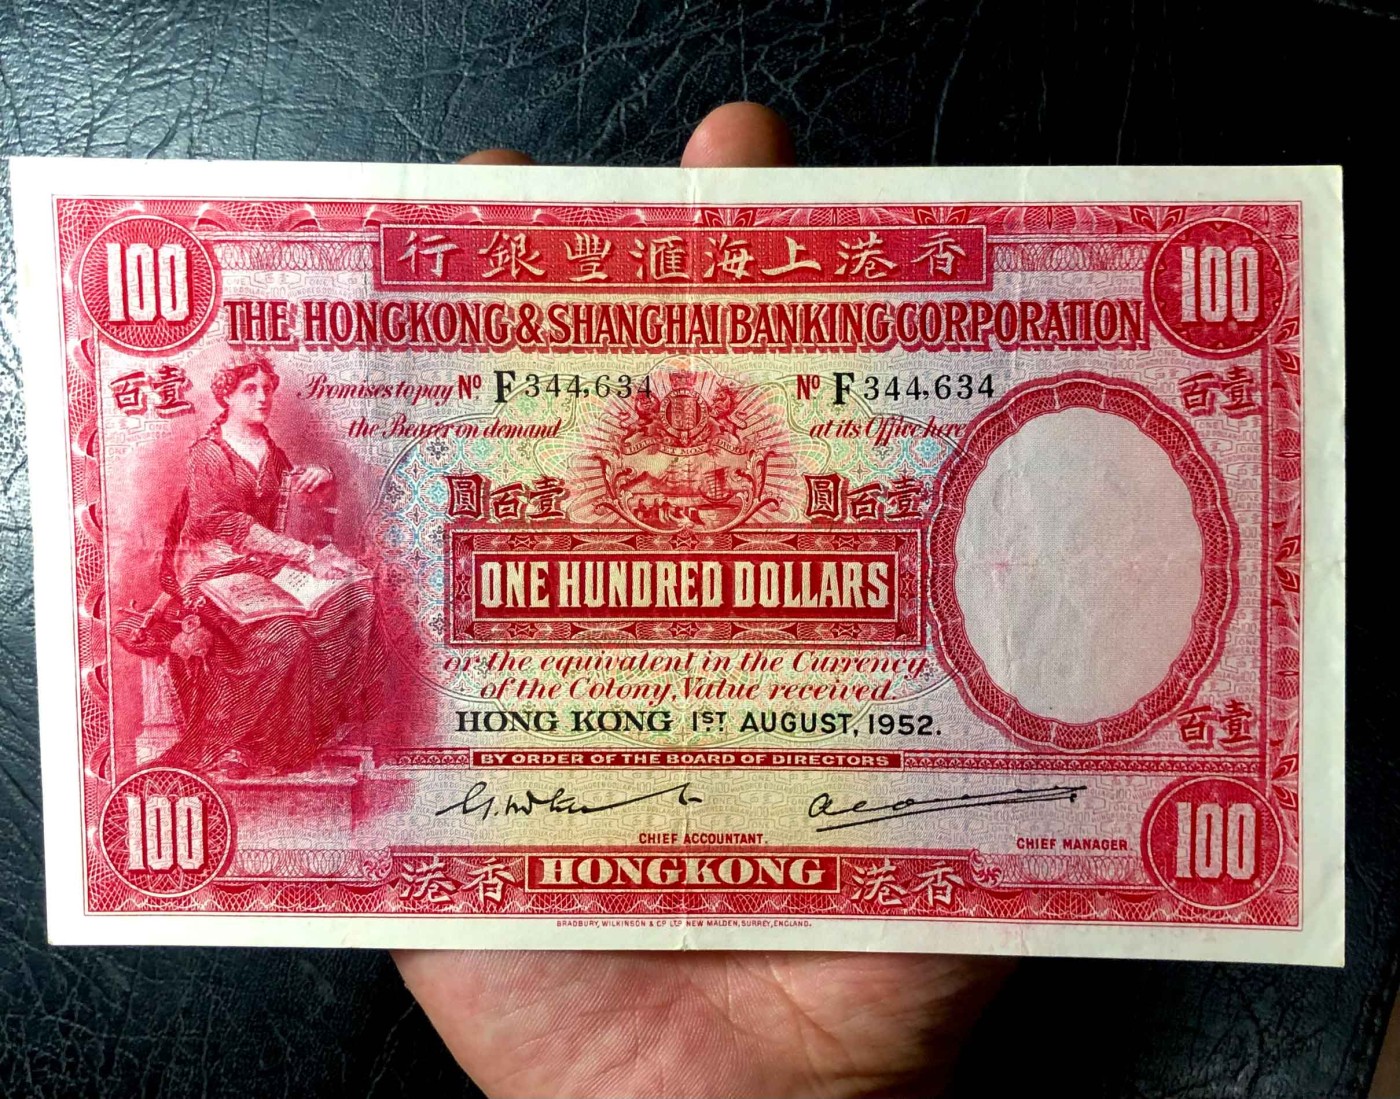 行銀豐滙海上港香
100 100
THE HONGKONG & SHANGHAI BANKING CORPORATION
百壹 百壹
Promises to pay Nº F 344,634 Nº F 344,634
the Bearer on demand at its Office here
圓百壹 圓百壹
ONE HUNDRED DOLLARS
or the equivalent in the Currency
of the Colony, Value received.
HONG KONG 1ST AUGUST, 1952.
百壹
BY ORDER OF THE BOARD OF DIRECTORS
CHIEF ACCOUNTANT.
CHIEF MANAGER.
100 100
港香 HONGKONG 港香
BRADBURY, WILKINSON & Cº Lᵀᴰ NEW MALDEN, SURREY, ENGLAND.